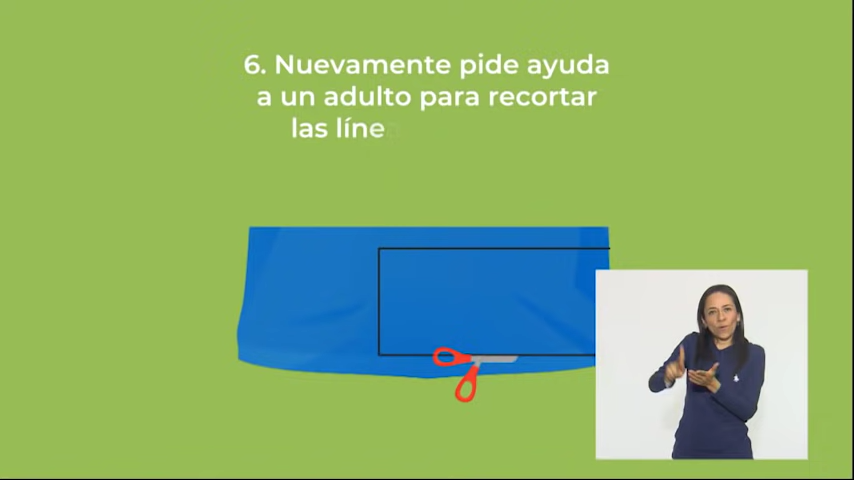 6. Nuevamente pide ayuda
a un adulto para recortar
las líne